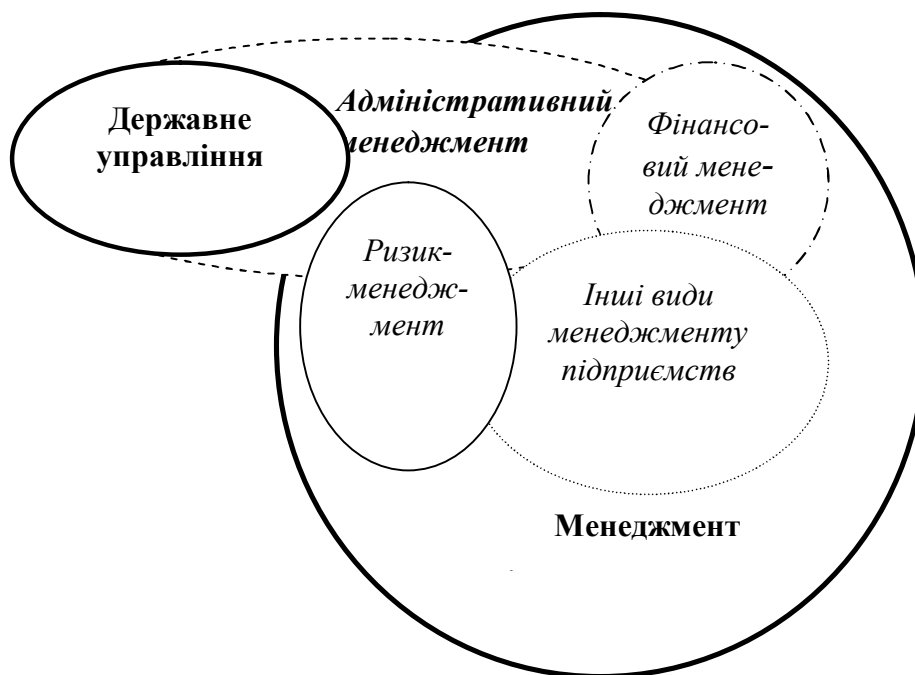 Державне
управління
Адміністративний
менеджмент
Фінансо-
вий мене-
джмент
Ризик-
менедж-
мент
Інші види
менеджменту
підприємств
Менеджмент